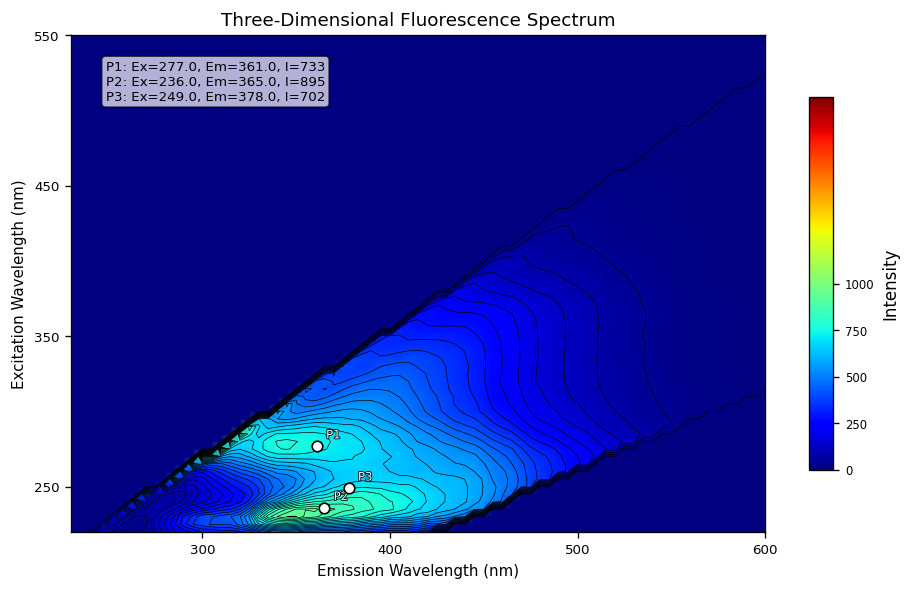 Three-Dimensional Fluorescence Spectrum
P1: Ex=277.0, Em=361.0, I=733
P2: Ex=236.0, Em=365.0, I=895
P3: Ex=249.0, Em=378.0, I=702
550
450
350
250
Excitation Wavelength (nm)
P1
P3
P2
300
400
500
600
Emission Wavelength (nm)
1000
750
500
250
0
Intensity